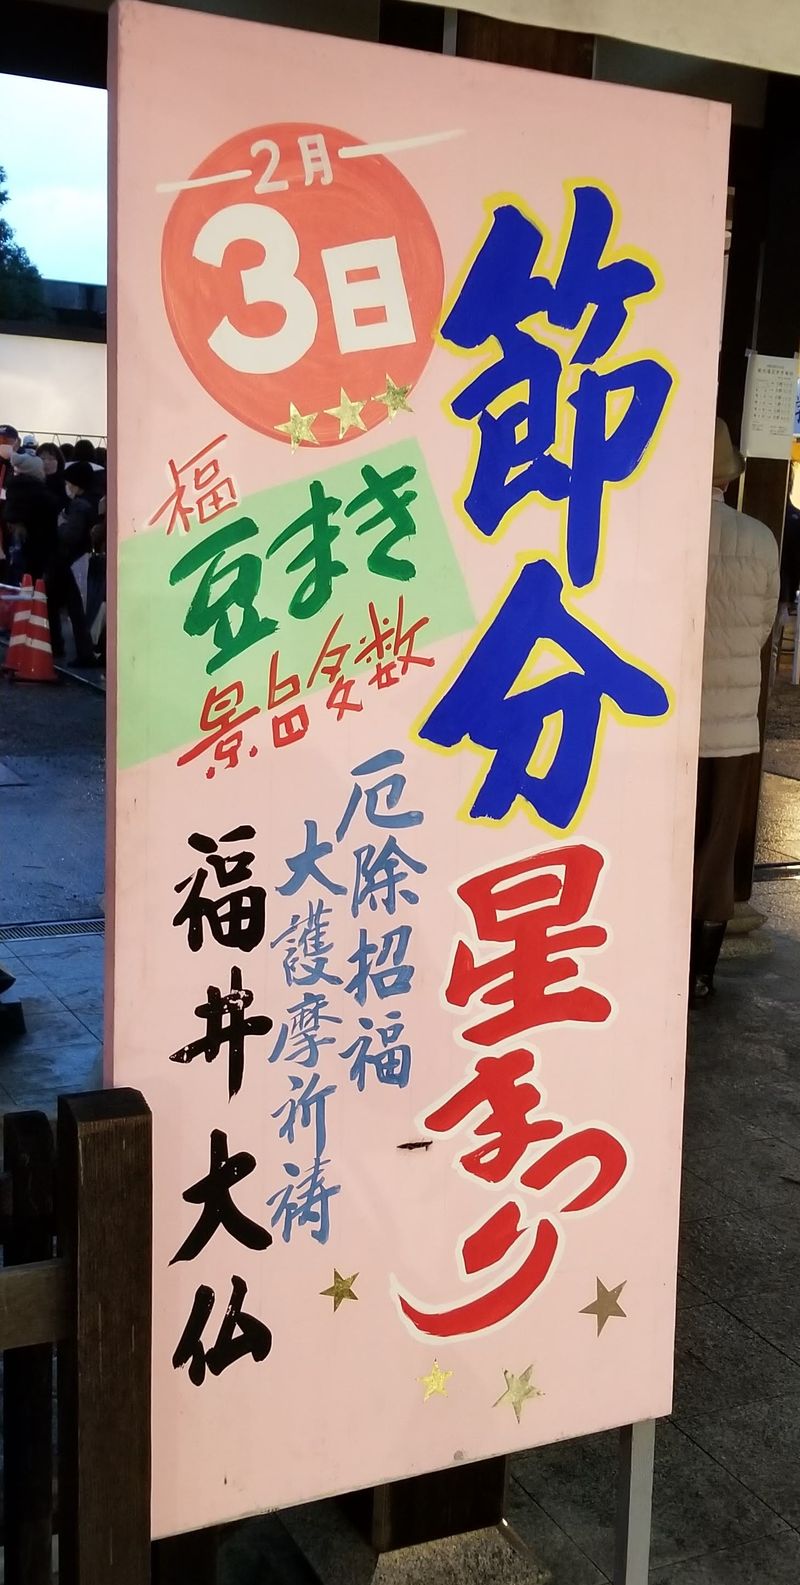 節分
星まつり
2月
3日
福
豆まき
景品多数
厄除招福
大護摩祈祷
福井大仏